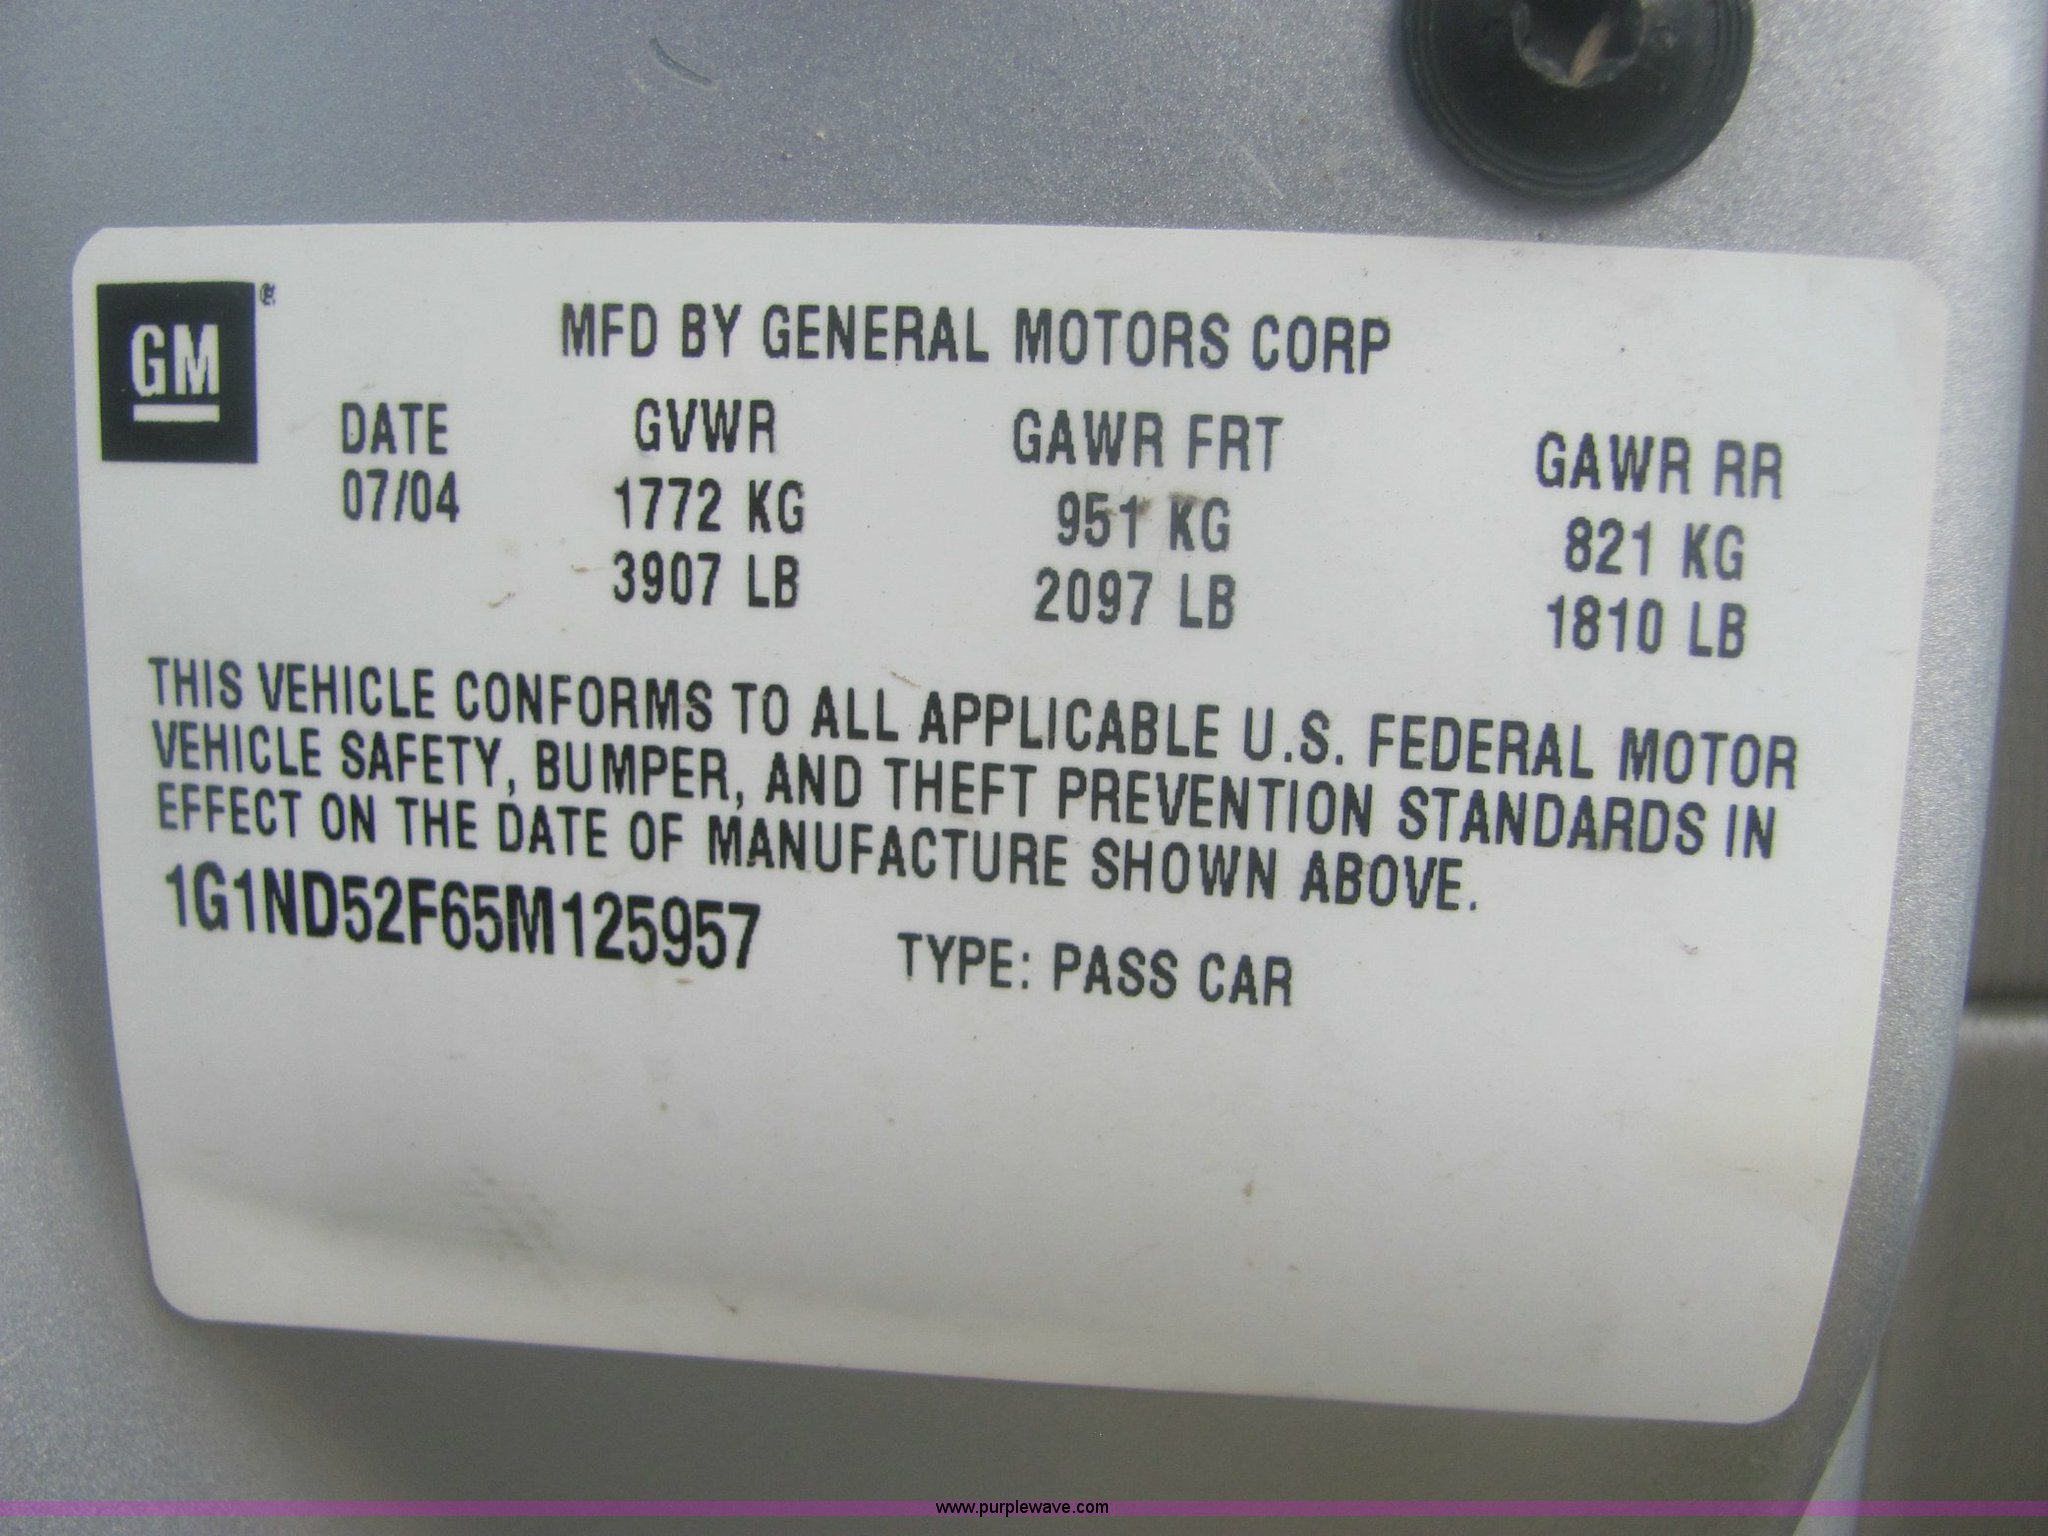 GM ®
MFD BY GENERAL MOTORS CORP
DATE GVWR GAWR FRT GAWR RR
07/04 1772 KG 951 KG 821 KG
3907 LB 2097 LB 1810 LB
THIS VEHICLE CONFORMS TO ALL APPLICABLE U.S. FEDERAL MOTOR
VEHICLE SAFETY, BUMPER, AND THEFT PREVENTION STANDARDS IN
EFFECT ON THE DATE OF MANUFACTURE SHOWN ABOVE.
1G1ND52F65M125957 TYPE: PASS CAR
www.purplewave.com